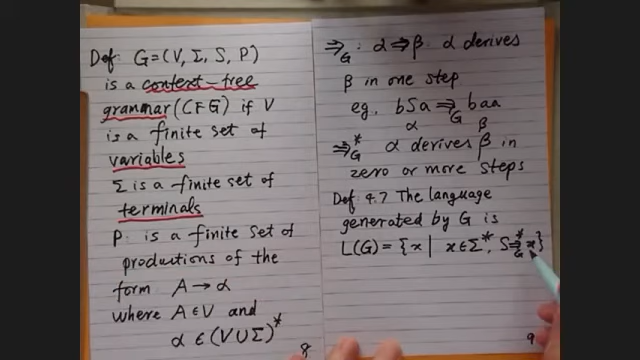 Def: G=(V, Σ, S, P)
is a context-free
grammar (CFG) if V
is a finite set of
variables
Σ is a finite set of
terminals
P: is a finite set of
productions of the
form A → α
where A ∈ V and
α ∈ (V ∪ Σ)*
8
⇒G : α ⇒ β : α derives
β in one step
eg. bSa ⇒G baa
α β
⇒*G α derives β in
zero or more steps
Def 4.7 The language
generated by G is
L(G) = {x | x ∈ Σ*, S ⇒*G x}
9